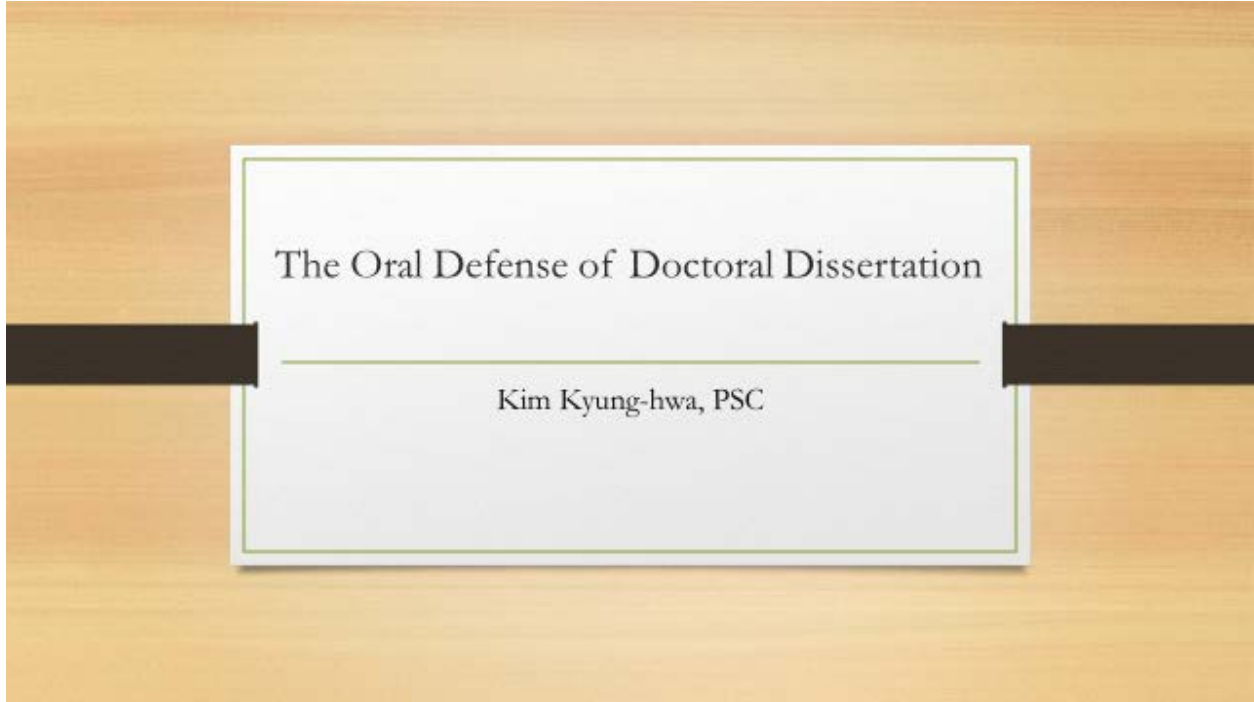 The Oral Defense of Doctoral Dissertation
Kim Kyung-hwa, PSC